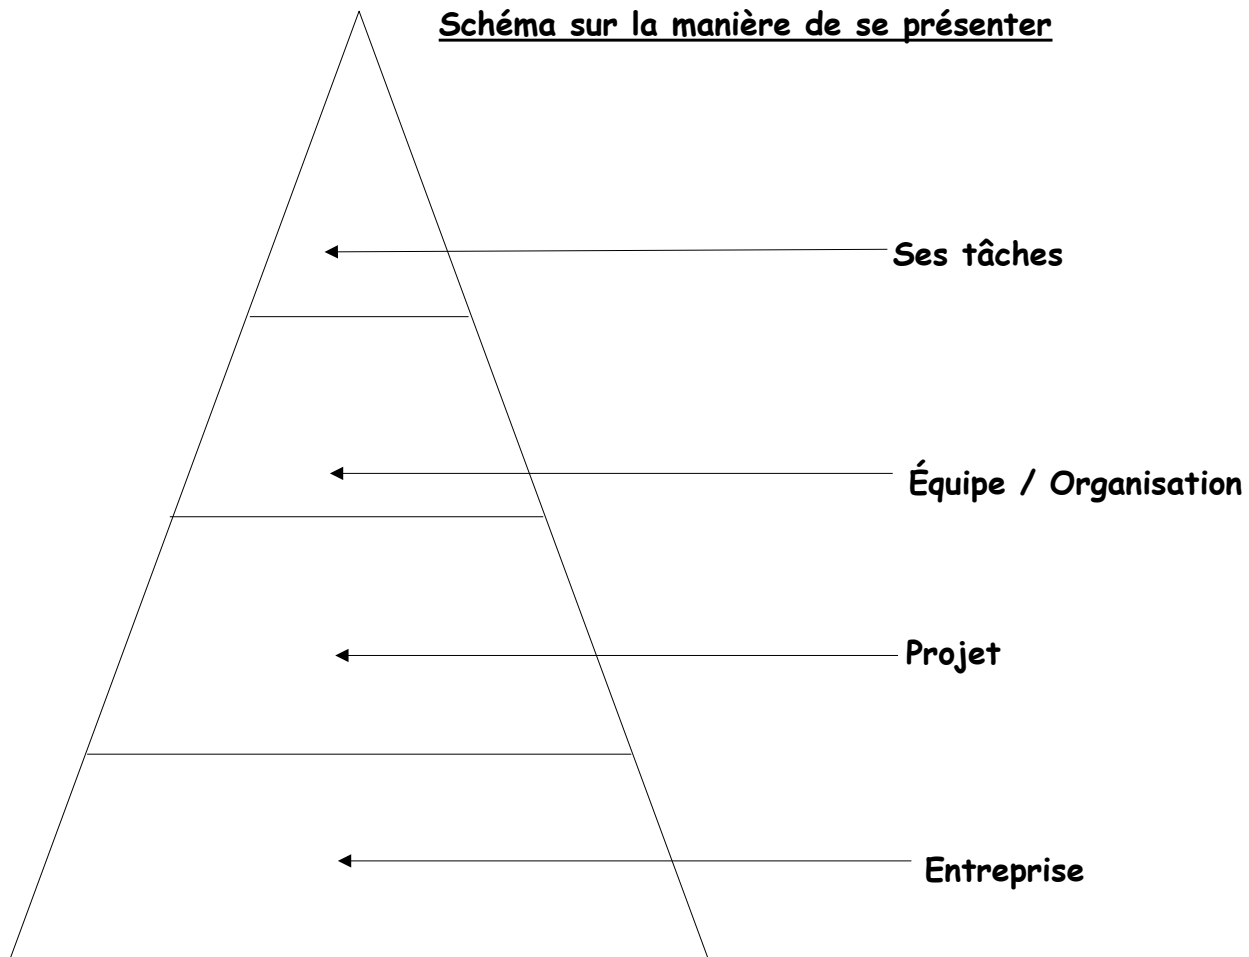 Schéma sur la manière de se présenter
Ses tâches
Équipe / Organisation
Projet
Entreprise